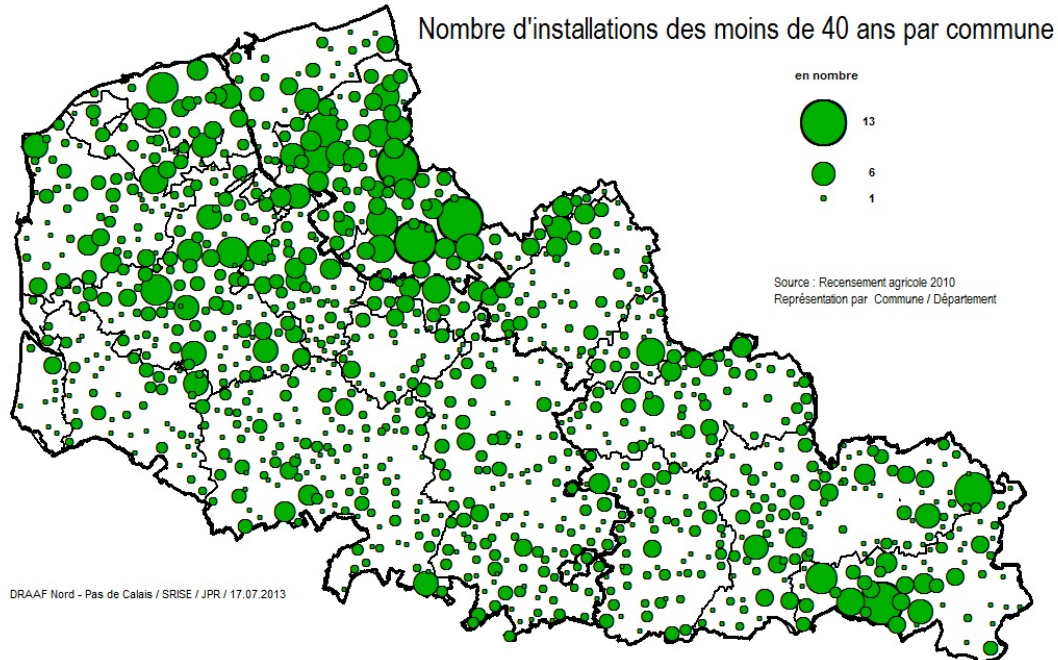 Nombre d'installations des moins de 40 ans par commune
en nombre
13
6
1
Source : Recensement agricole 2010
Représentation par Commune / Département
DRAAF Nord - Pas de Calais / SRISE / JPR / 17.07.2013